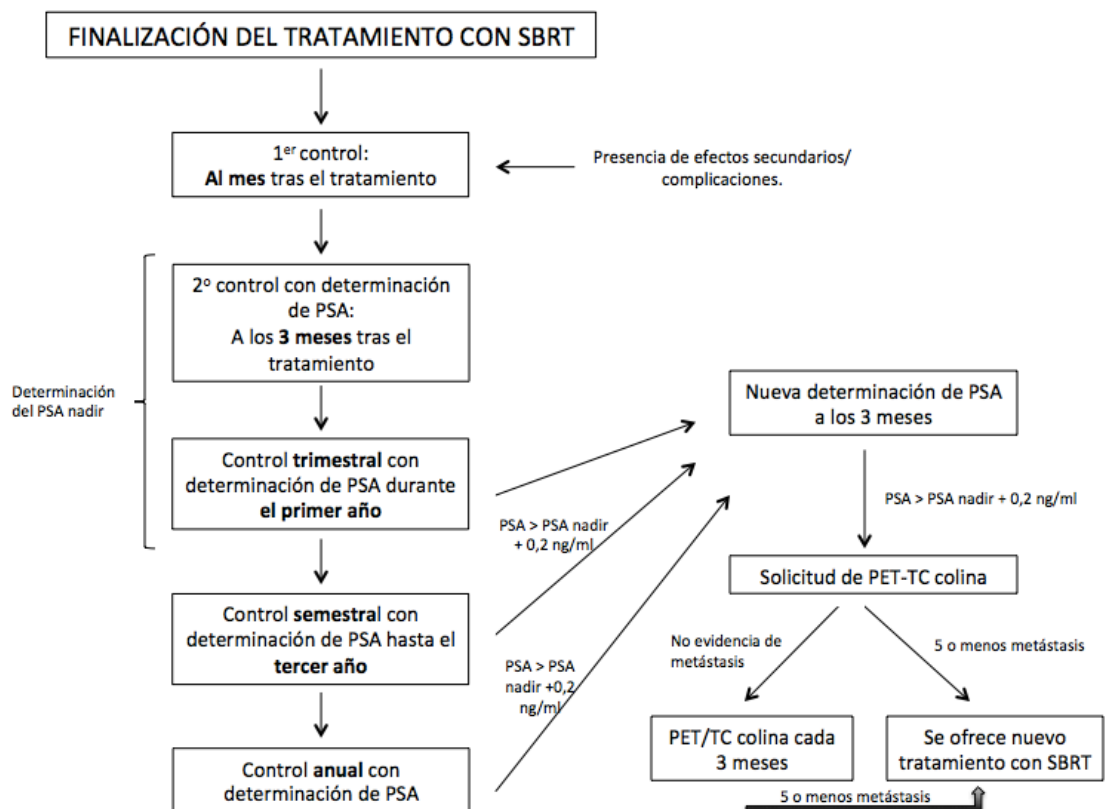 FINALIZACIÓN DEL TRATAMIENTO CON SBRT
1er control:
Al mes tras el tratamiento
Presencia de efectos secundarios/
complicaciones.
2º control con determinación
de PSA:
A los 3 meses tras el
tratamiento
Determinación
del PSA nadir
Control trimestral con
determinación de PSA durante
el primer año
Control semestral con
determinación de PSA hasta el
tercer año
Control anual con
determinación de PSA
PSA > PSA nadir
+ 0,2 ng/ml
PSA > PSA
nadir +0,2
ng/ml
Nueva determinación de PSA
a los 3 meses
PSA > PSA nadir + 0,2 ng/ml
Solicitud de PET-TC colina
No evidencia de
metástasis
5 o menos metástasis
PET/TC colina cada
3 meses
Se ofrece nuevo
tratamiento con SBRT
5 o menos metástasis